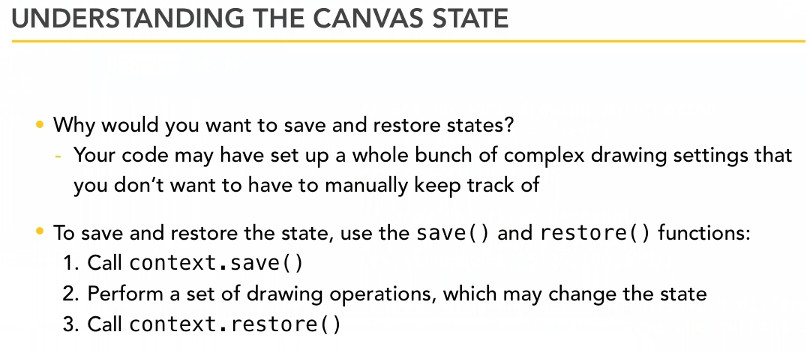 UNDERSTANDING THE CANVAS STATE
• Why would you want to save and restore states?
- Your code may have set up a whole bunch of complex drawing settings that
you don't want to have to manually keep track of
• To save and restore the state, use the save() and restore() functions:
1. Call context.save()
2. Perform a set of drawing operations, which may change the state
3. Call context.restore()